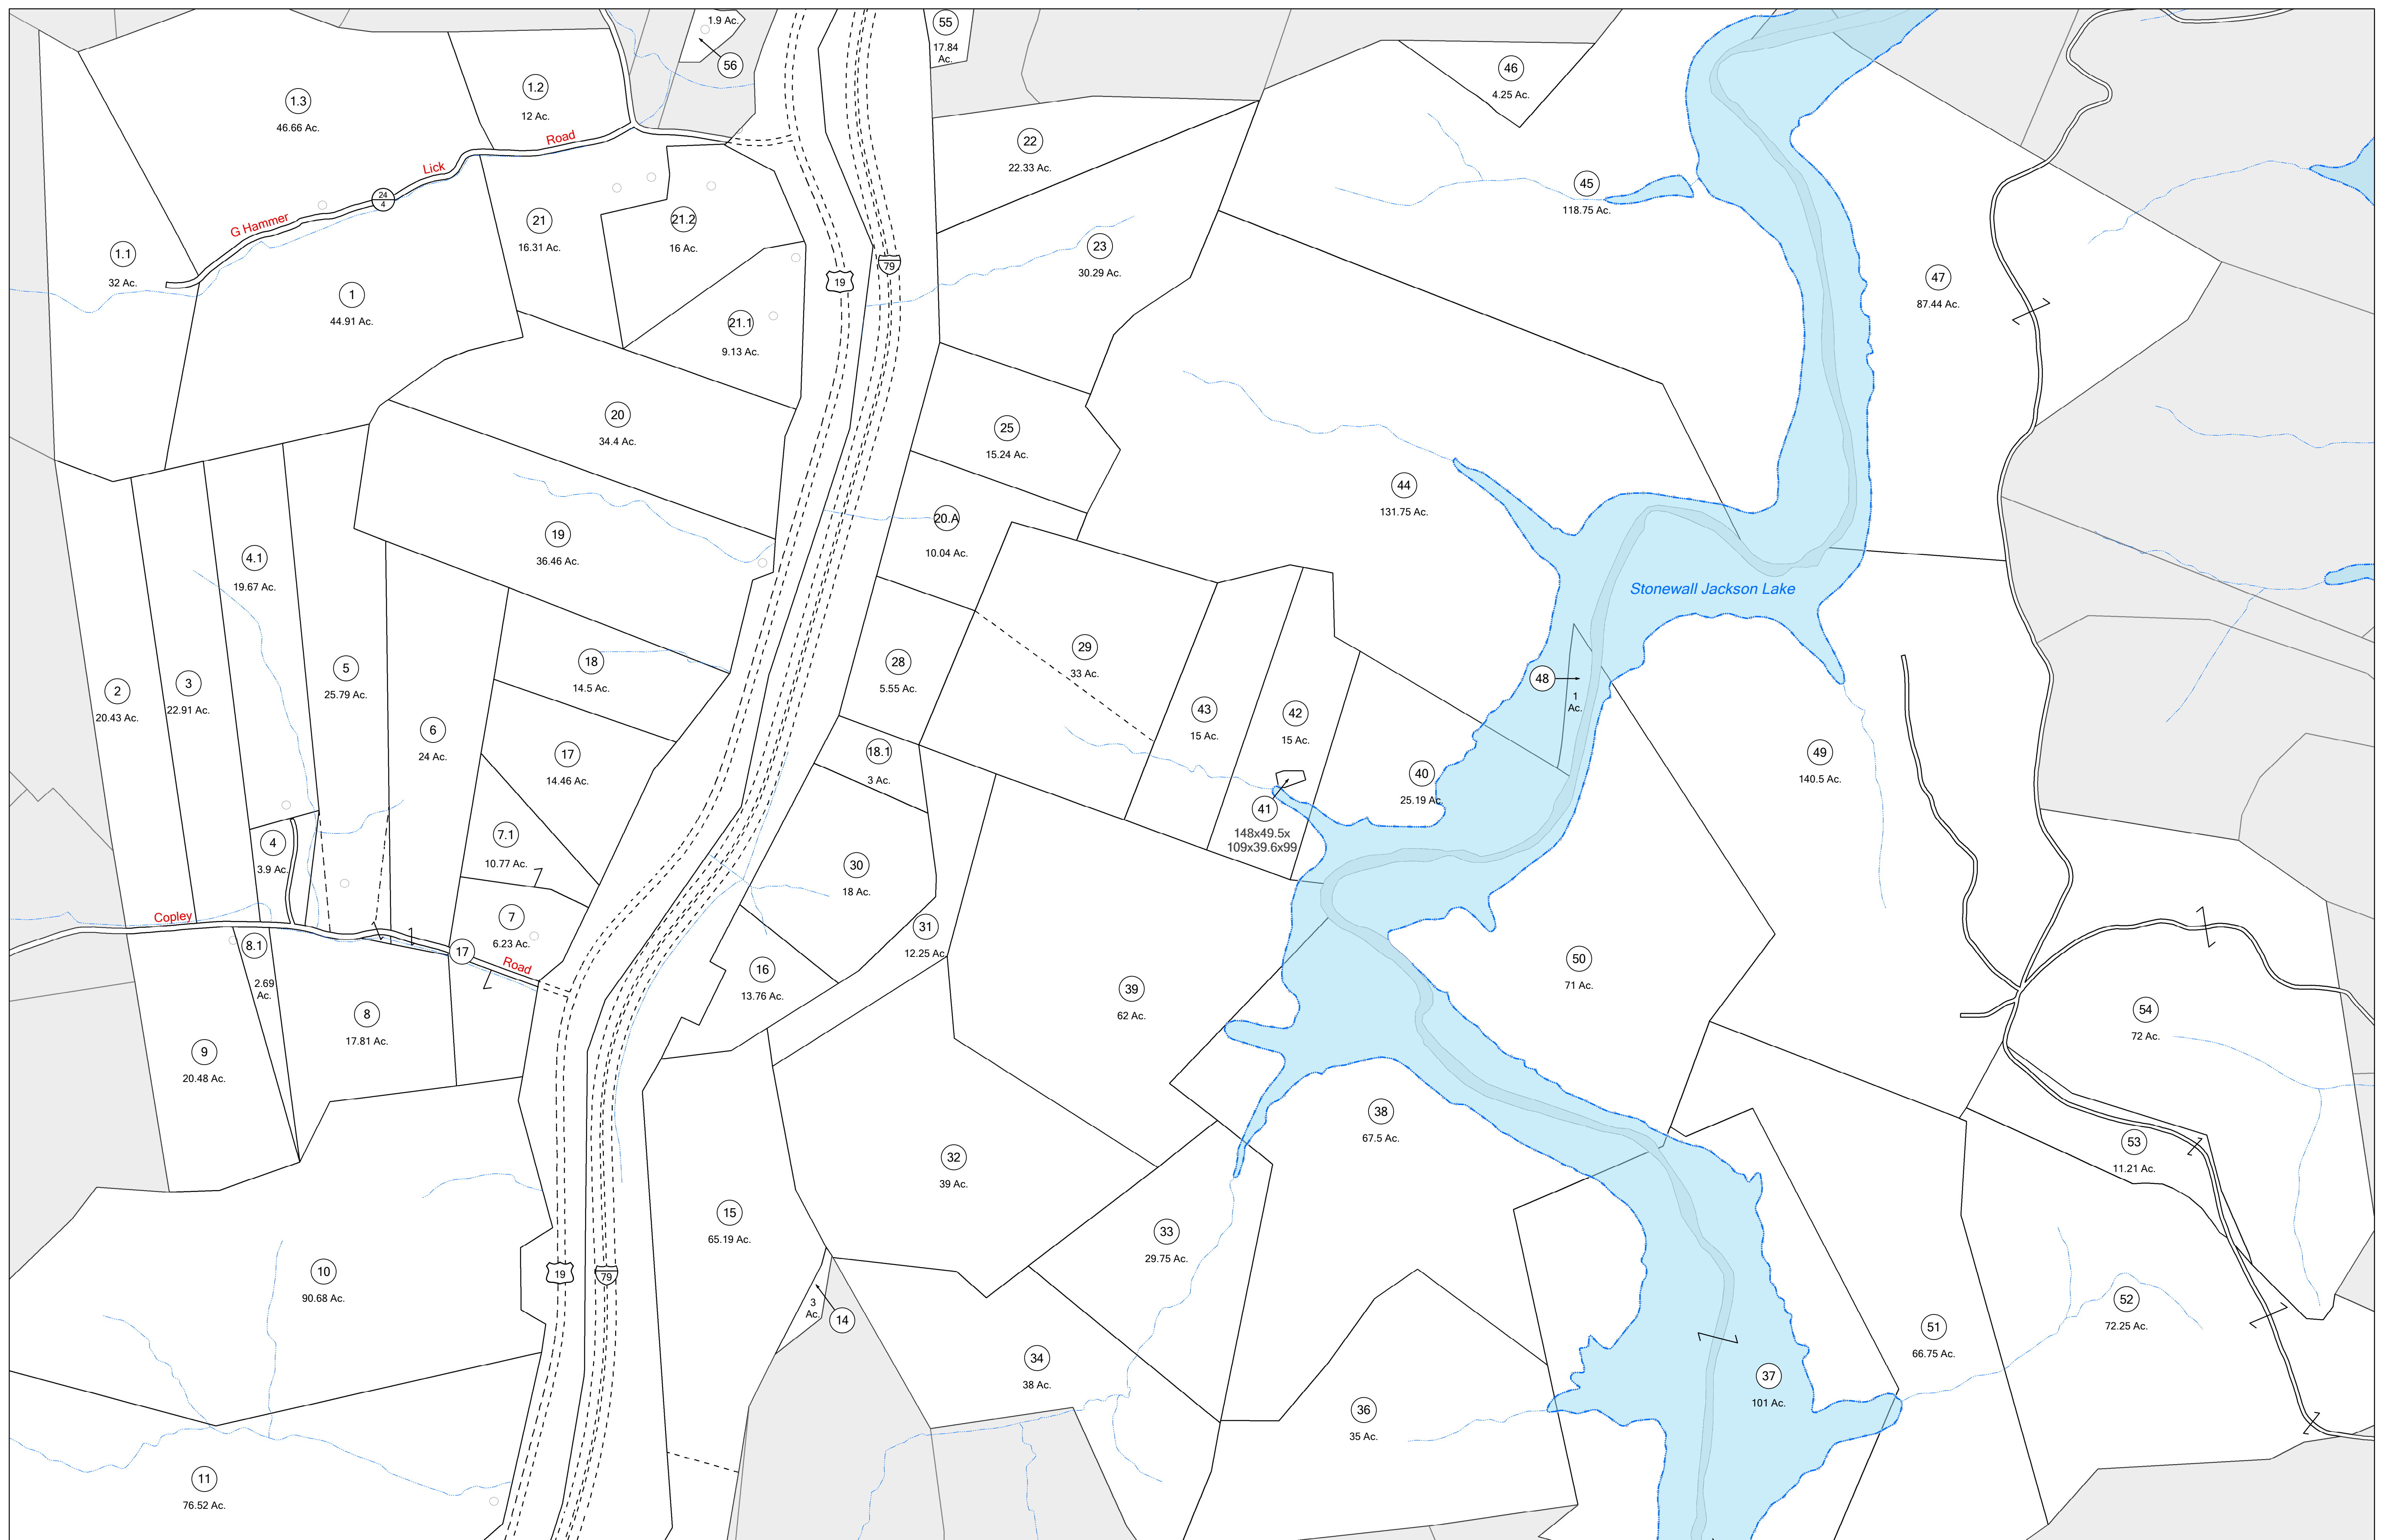 1.9 Ac.
56
55
17.84
Ac.
46
4.25 Ac.
1.3
46.66 Ac.
1.2
12 Ac.
G Hammer
Lick
Road
24
4
22
22.33 Ac.
45
118.75 Ac.
1.1
32 Ac.
1
44.91 Ac.
21
16.31 Ac.
21.2
16 Ac.
21.1
9.13 Ac.
19
79
23
30.29 Ac.
47
87.44 Ac.
20
34.4 Ac.
25
15.24 Ac.
44
131.75 Ac.
20.A
10.04 Ac.
19
36.46 Ac.
4.1
19.67 Ac.
Stonewall Jackson Lake
2
20.43 Ac.
3
22.91 Ac.
5
25.79 Ac.
6
24 Ac.
18
14.5 Ac.
28
5.55 Ac.
29
33 Ac.
48
1
Ac.
43
15 Ac.
42
15 Ac.
17
14.46 Ac.
18.1
3 Ac.
40
25.19 Ac.
49
140.5 Ac.
41
148x49.5x
109x39.6x99
4
3.9 Ac.
7.1
10.77 Ac.
30
18 Ac.
Copley
17
Road
7
6.23 Ac.
31
12.25 Ac.
8.1
2.69
Ac.
16
13.76 Ac.
39
62 Ac.
50
71 Ac.
8
17.81 Ac.
9
20.48 Ac.
54
72 Ac.
38
67.5 Ac.
53
11.21 Ac.
32
39 Ac.
15
65.19 Ac.
33
29.75 Ac.
10
90.68 Ac.
19
79
3
Ac.
14
52
72.25 Ac.
51
66.75 Ac.
34
38 Ac.
37
101 Ac.
36
35 Ac.
11
76.52 Ac.